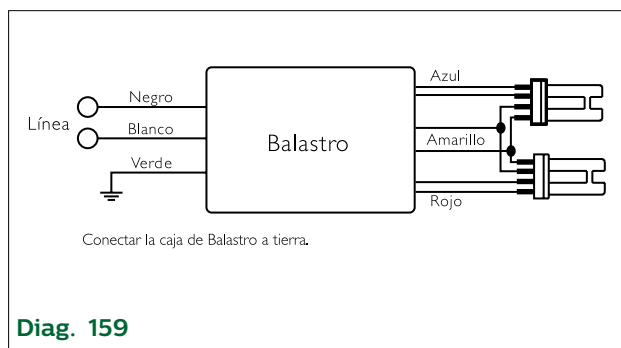 Azul
Negro
Línea
Blanco
Balastro
Amarillo
Verde
Rojo
Conectar la caja de Balastro a tierra.
Diag. 159